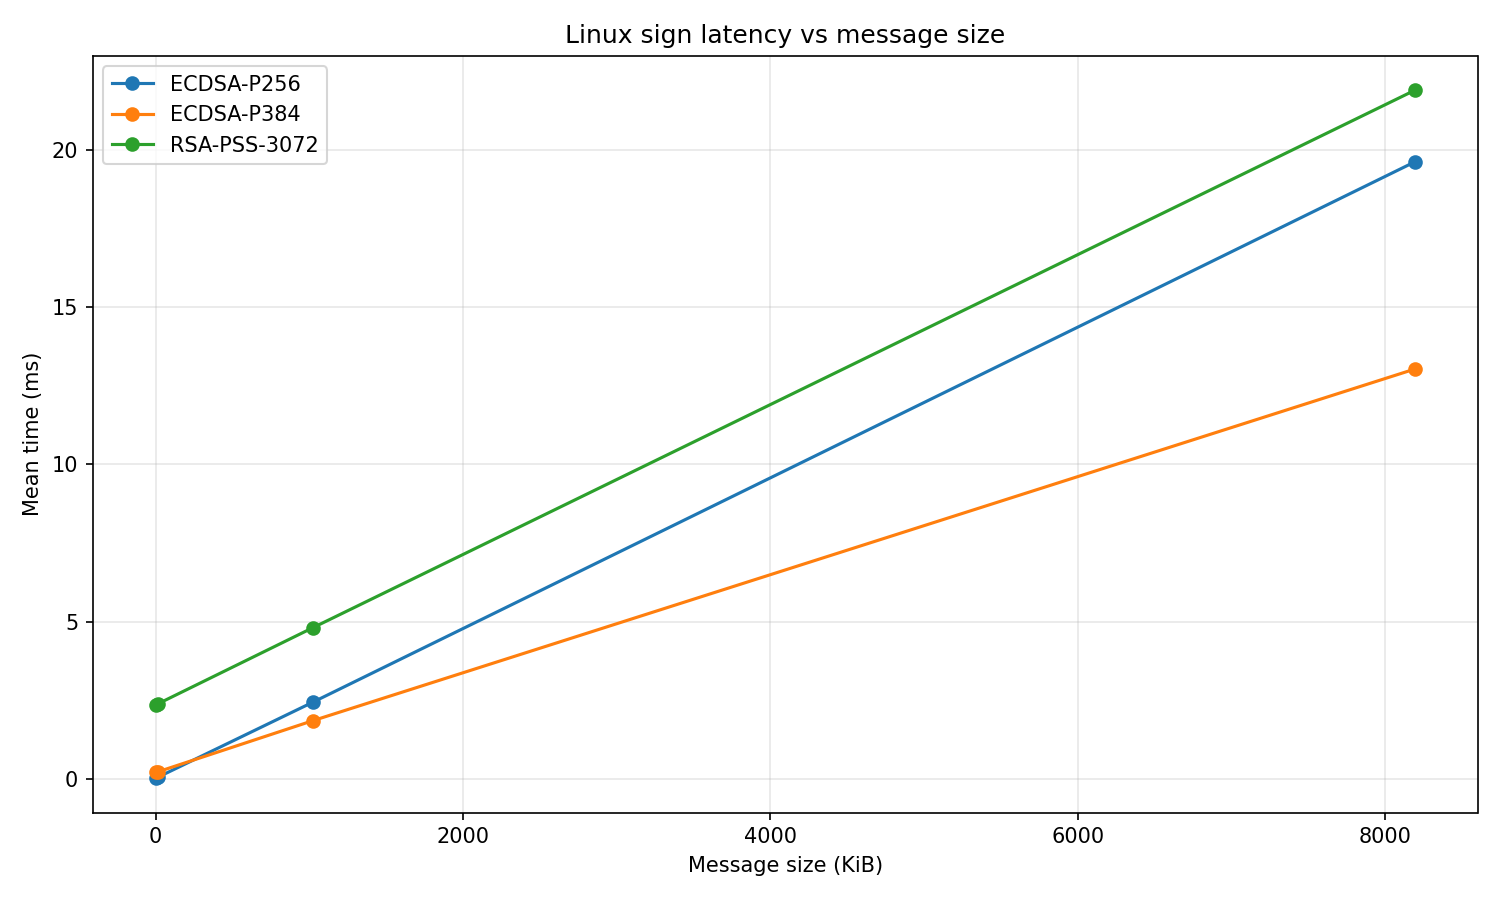 Linux sign latency vs message size
ECDSA-P256
ECDSA-P384
RSA-PSS-3072
20
15
10
5
0
Mean time (ms)
0 2000 4000 6000 8000
Message size (KiB)